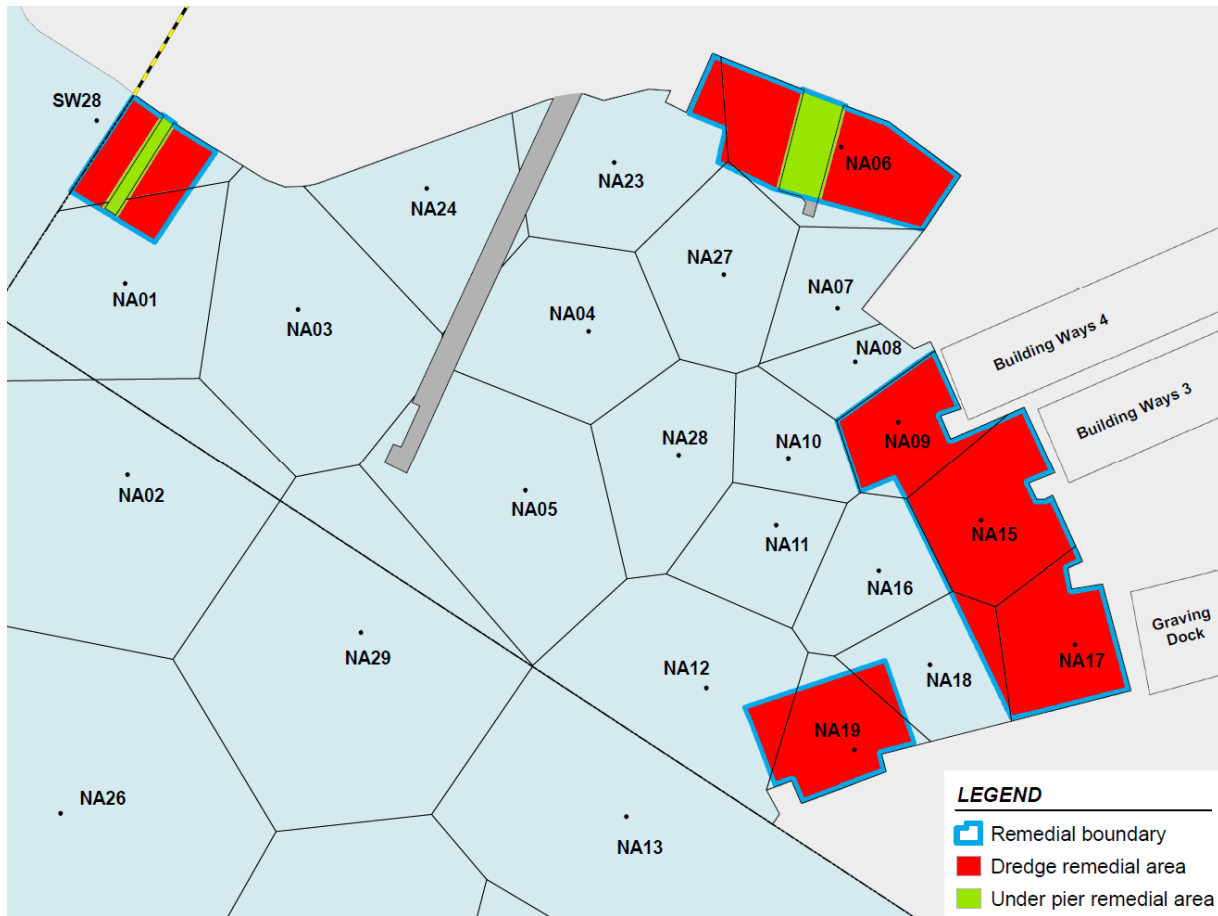 SW28
NA06
NA23
NA24
NA27
NA01
NA07
NA03
NA04
Building Ways 4
NA08
Building Ways 3
NA09
NA28
NA10
NA02
NA05
NA15
NA11
NA16
Graving
Dock
NA29
NA17
NA12
NA18
NA19
NA26
LEGEND
Remedial boundary
NA13
Dredge remedial area
Under pier remedial area